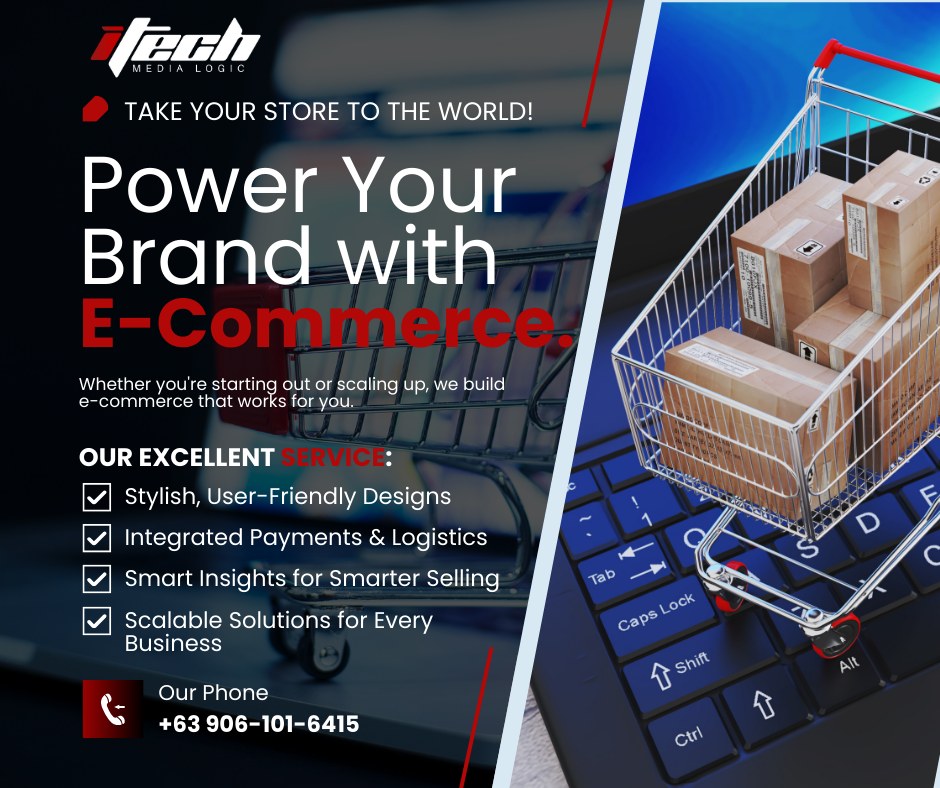 iTech
MEDIA LOGIC
TAKE YOUR STORE TO THE WORLD!
Power Your
Brand with
E-Commerce.
Whether you're starting out or scaling up, we build
e-commerce that works for you.
OUR EXCELLENT SERVICE:
Stylish, User-Friendly Designs
Integrated Payments & Logistics
Smart Insights for Smarter Selling
Scalable Solutions for Every
Business
Our Phone
+63 906-101-6415
~
!
1
Q
E
Tab
S
D
Caps Lock
Shift
Alt
Ctrl